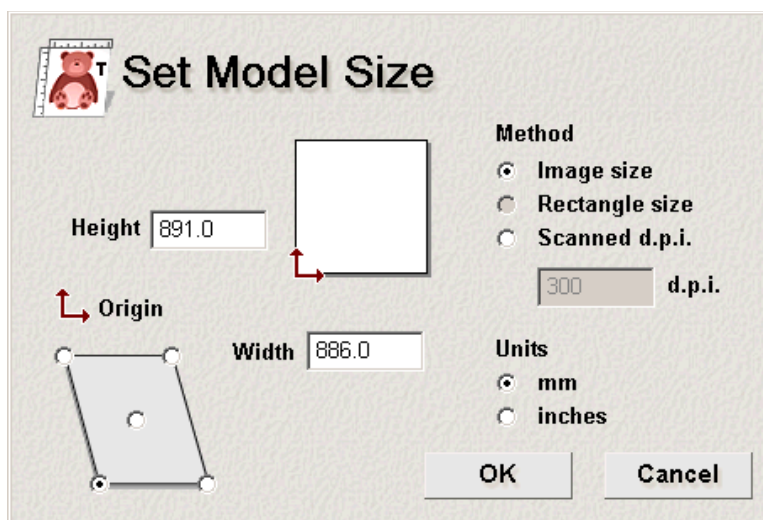 T
Set Model Size
Method
Image size
Rectangle size
Scanned d.p.i.
300 d.p.i.
Height 891.0
Origin
Width 886.0
Units
mm
inches
OK
Cancel